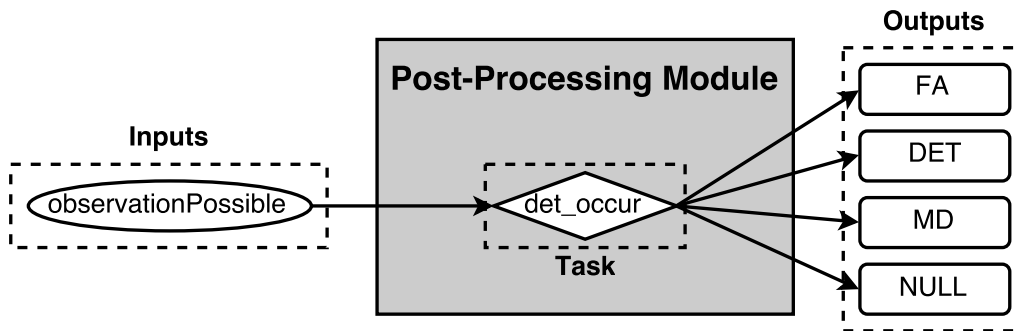 Outputs
Post-Processing Module
FA
Inputs
DET
observationPossible
det_occur
MD
Task
NULL